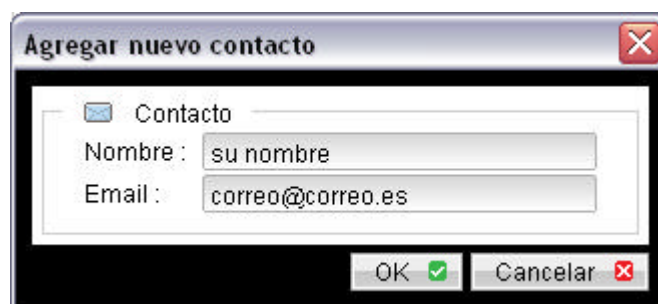 Agregar nuevo contacto
Contacto
Nombre : su nombre
Email : correo@correo.es
OK Cancelar